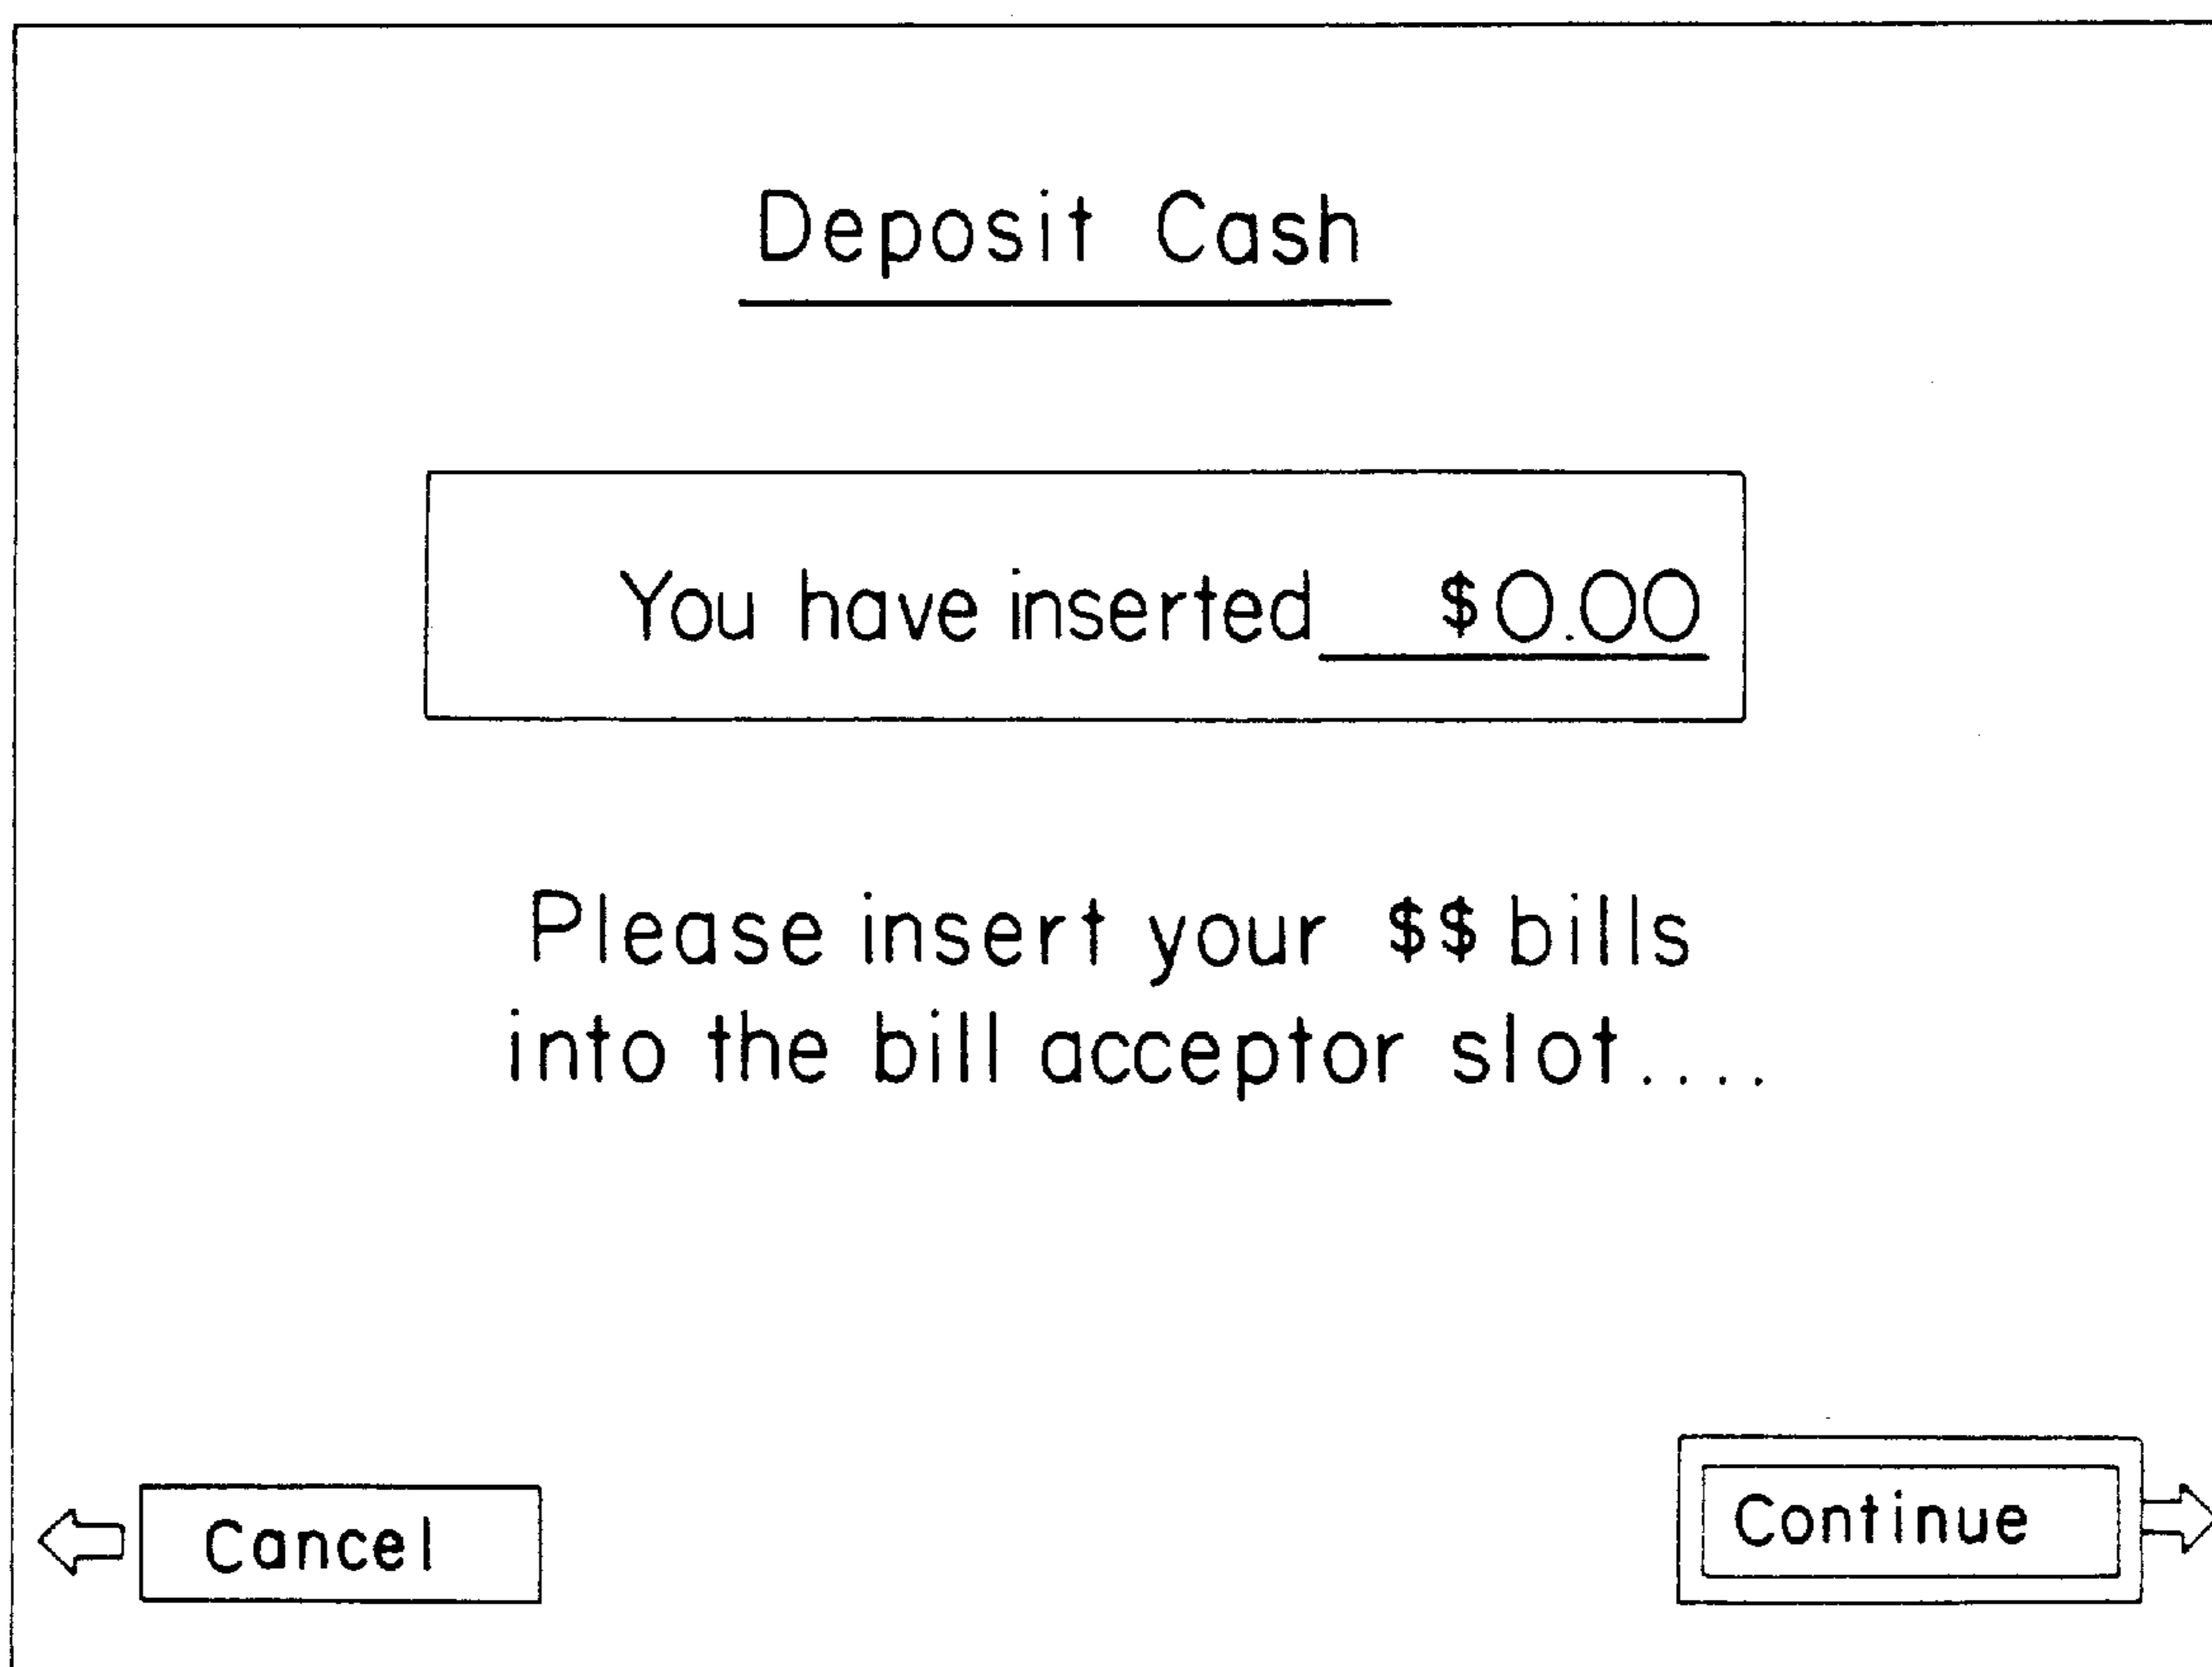 Deposit Cash
You have inserted $0.00
Please insert your $$ bills
into the bill acceptor slot....
Cancel
Continue